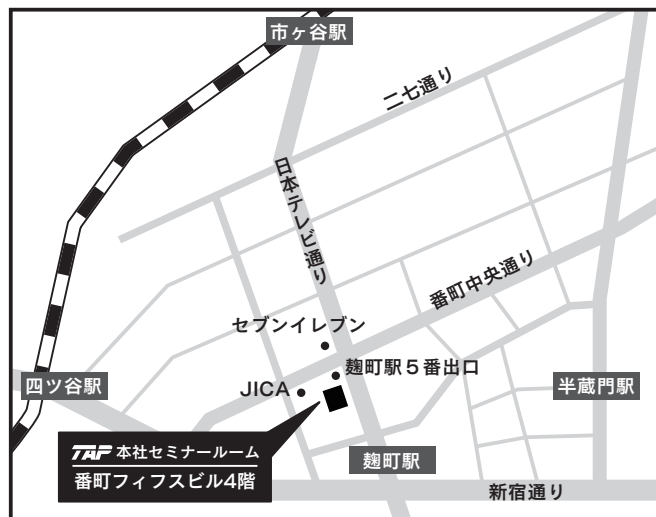 市ヶ谷駅
二七通り
日本テレビ通り
番町中央通り
セブンイレブン
麹町駅5番出口
四ツ谷駅
JICA
半蔵門駅
TAP 本社セミナールーム
番町フィフスビル4階
麹町駅
新宿通り